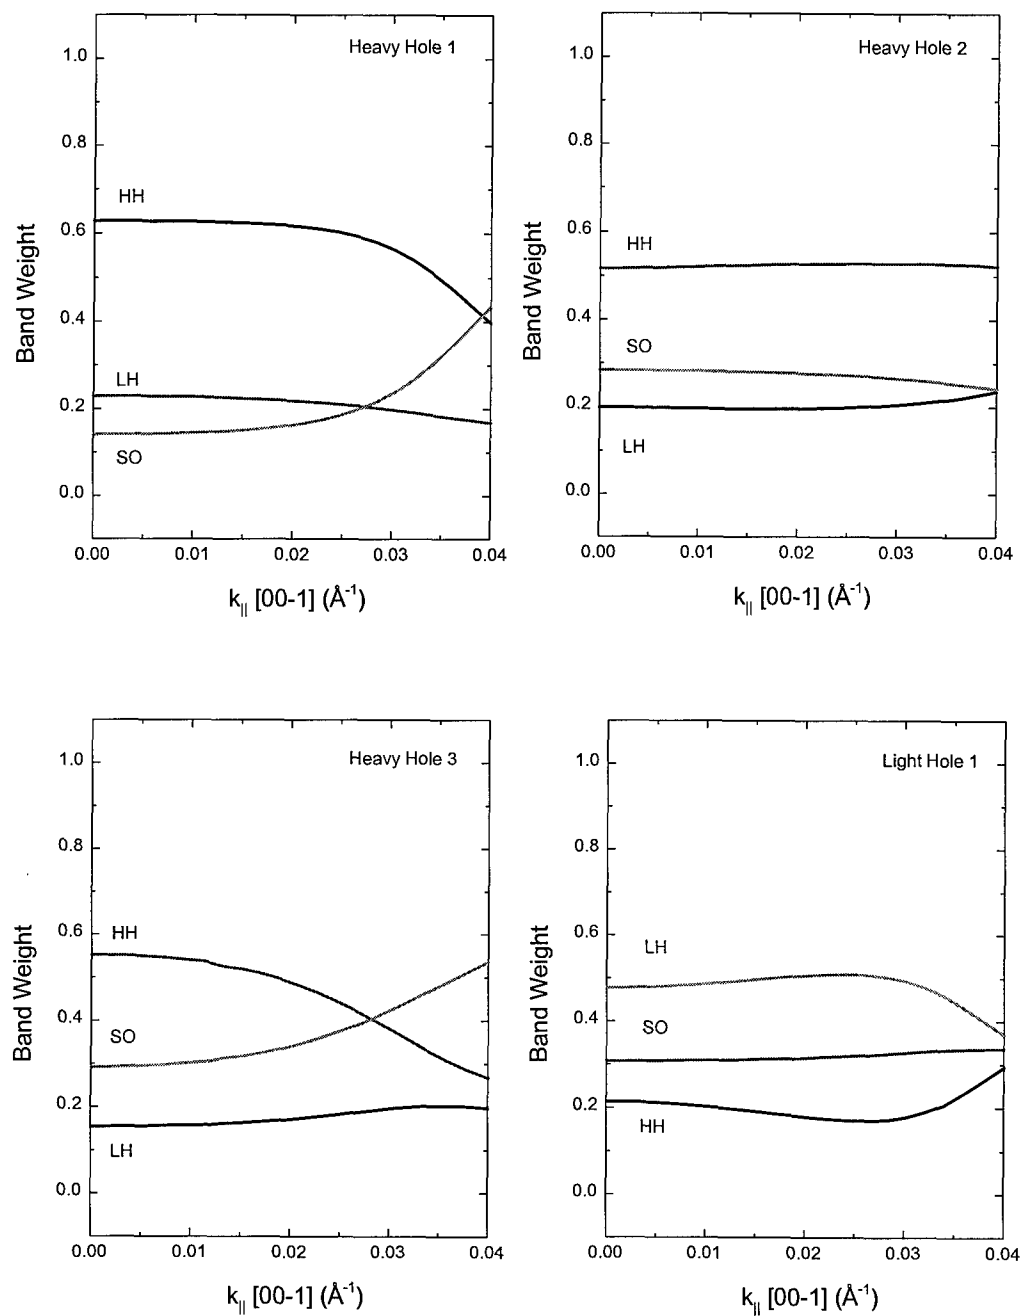 Heavy Hole 1
1.0
0.8
HH
0.6
Band Weight
0.4
LH
0.2
SO
0.0
0.00 0.01 0.02 0.03 0.04
k|| [00-1] (Å-1)
Heavy Hole 2
1.0
0.8
HH
0.6
Band Weight
0.4
SO
0.2
LH
0.0
0.00 0.01 0.02 0.03 0.04
k|| [00-1] (Å-1)
Heavy Hole 3
1.0
0.8
HH
0.6
Band Weight
0.4
SO
0.2
LH
0.0
0.00 0.01 0.02 0.03 0.04
k|| [00-1] (Å-1)
Light Hole 1
1.0
0.8
LH
0.6
Band Weight
0.4
SO
0.2
HH
0.0
0.00 0.01 0.02 0.03 0.04
k|| [00-1] (Å-1)